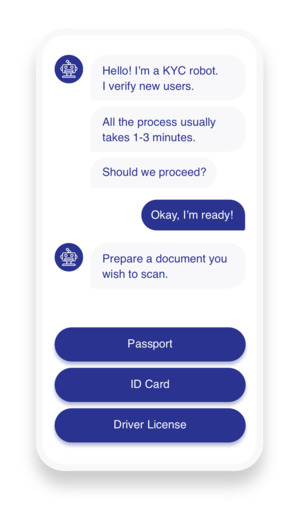 Hello! I'm a KYC robot.
I verify new users.
All the process usually
takes 1-3 minutes.
Should we proceed?
Okay, I'm ready!
Prepare a document you
wish to scan.
Passport
ID Card
Driver License